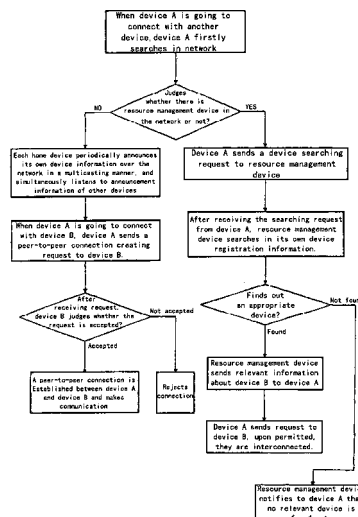 When device A is going to
connect with another
device, device A firstly
searches in network
Judges
whether there is
resource management device in
the network or not?
NO
YES
Each home device periodically announces
its own device information over the
network in a multicasting manner, and
simultaneously listens to announcement
information of other devices
Device A sends a device searching
request to resource management
device
When device A is going to connect
with device B, device A sends a
peer-to-peer connection creating
request to device B.
After receiving the searching request
from device A, resource management
device searches in its own device
registration information.
After
receiving request,
device B judges whether the
request is accepted?
Not accepted
Accepted
Finds out
an appropriate
device?
Not
Found
A peer-to-peer connection is
Established between device A
and device B and makes
communication
Rejects
connection
Resource management device
sends relevant information
about device B to device A
Device A sends request to
device B, upon permitted,
they are interconnected.
Resource management
notifies to device A
no relevant device is